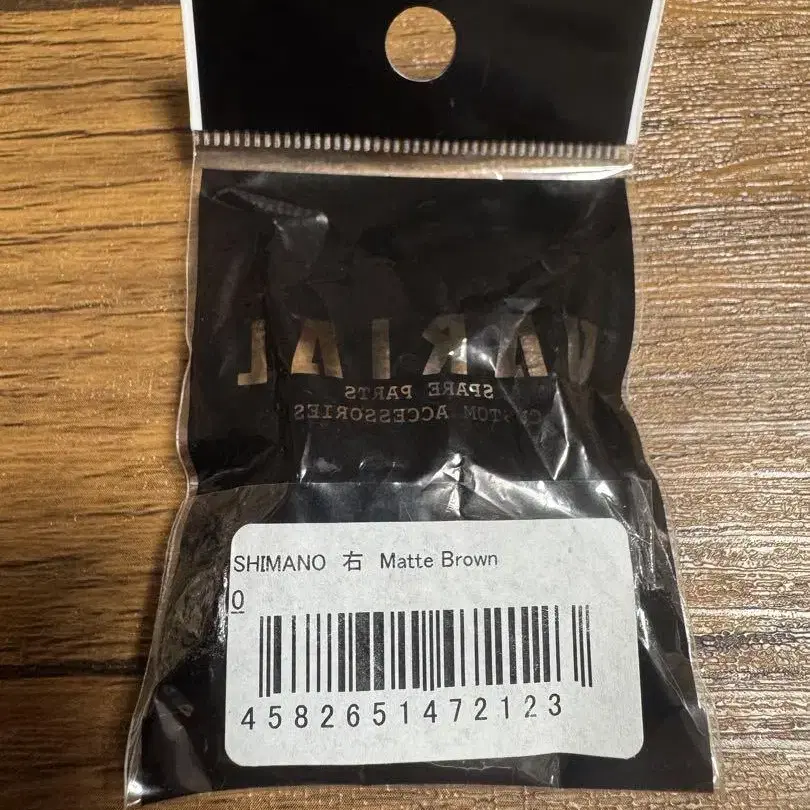 VARIAL
SPARE PARTS
CUSTOM ACCESSORIES
SHIMANO 右 Matte Brown
0
4582651472123